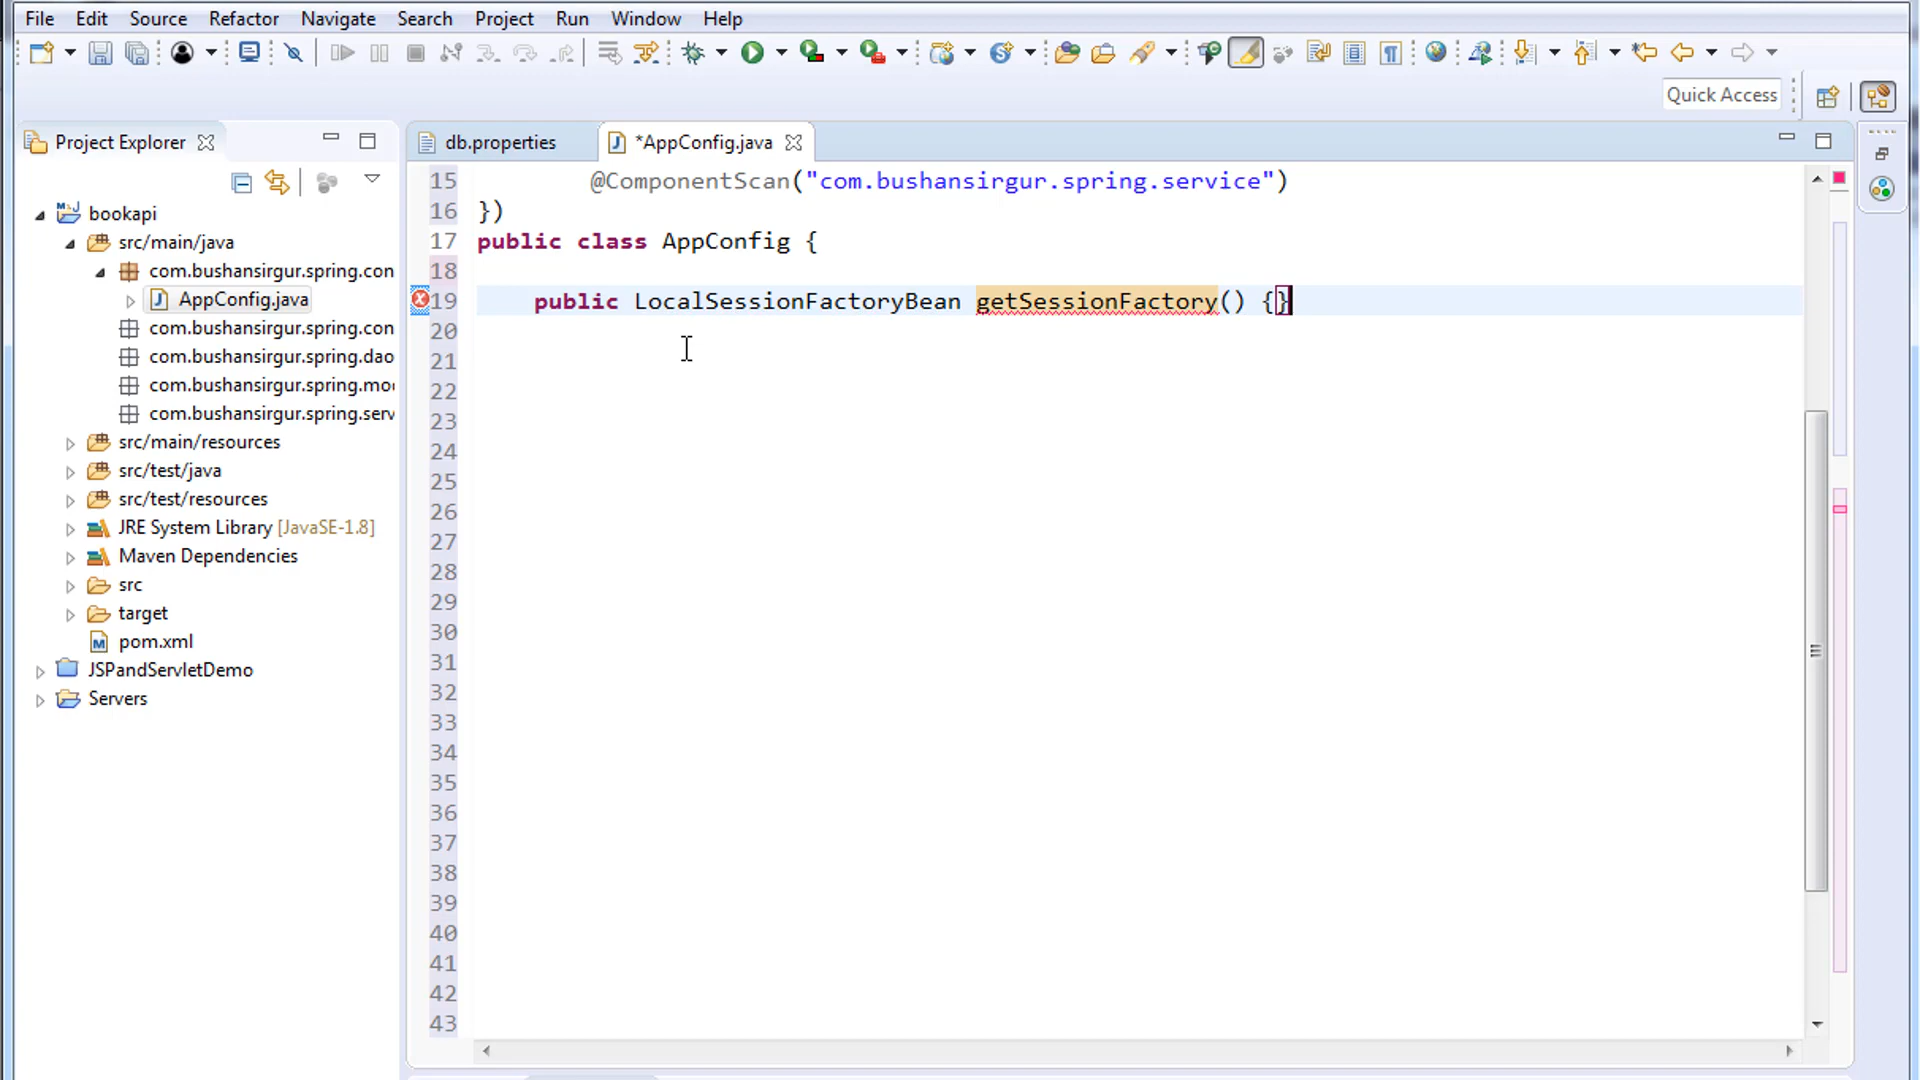 File Edit Source Refactor Navigate Search Project Run Window Help
Quick Access
Project Explorer
db.properties
*AppConfig.java
bookapi
src/main/java
com.bushansirgur.spring.con
AppConfig.java
com.bushansirgur.spring.con
com.bushansirgur.spring.dao
com.bushansirgur.spring.mo
com.bushansirgur.spring.serv
src/main/resources
src/test/java
src/test/resources
JRE System Library [JavaSE-1.8]
Maven Dependencies
src
target
pom.xml
JSPandServletDemo
Servers
15 @ComponentScan("com.bushansirgur.spring.service")
16 })
17 public class AppConfig {
18
19 public LocalSessionFactoryBean getSessionFactory() {}
20
21
22
23
24
25
26
27
28
29
30
31
32
33
34
35
36
37
38
39
40
41
42
43